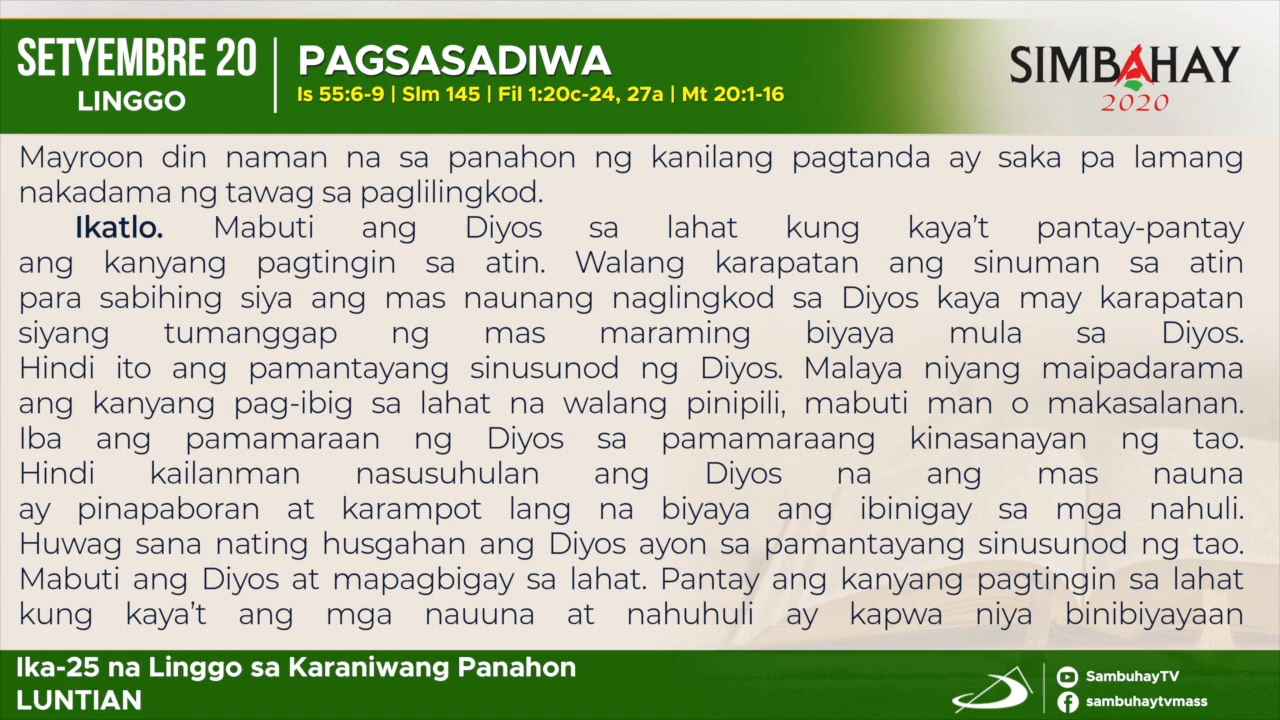 SETYEMBRE 20
LINGGO
PAGSASADIWA
Is 55:6-9 | Slm 145 | Fil 1:20c-24, 27a | Mt 20:1-16
SIMBAHAY
2020
Mayroon din naman na sa panahon ng kanilang pagtanda ay saka pa lamang
nakadama ng tawag sa paglilingkod.
Ikatlo. Mabuti ang Diyos sa lahat kung kaya’t pantay-pantay
ang kanyang pagtingin sa atin. Walang karapatan ang sinuman sa atin
para sabihing siya ang mas naunang naglingkod sa Diyos kaya may karapatan
siyang tumanggap ng mas maraming biyaya mula sa Diyos.
Hindi ito ang pamantayang sinusunod ng Diyos. Malaya niyang maipadarama
ang kanyang pag-ibig sa lahat na walang pinipili, mabuti man o makasalanan.
Iba ang pamamaraan ng Diyos sa pamamaraang kinasanayan ng tao.
Hindi kailanman nasusuhulan ang Diyos na ang mas nauna
ay pinapaboran at karampot lang na biyaya ang ibinigay sa mga nahuli.
Huwag sana nating husgahan ang Diyos ayon sa pamantayang sinusunod ng tao.
Mabuti ang Diyos at mapagbigay sa lahat. Pantay ang kanyang pagtingin sa lahat
kung kaya’t ang mga nauuna at nahuhuli ay kapwa niya binibiyayaan
Ika-25 na Linggo sa Karaniwang Panahon
LUNTIAN
SambuhayTV
sambuhaytvmass